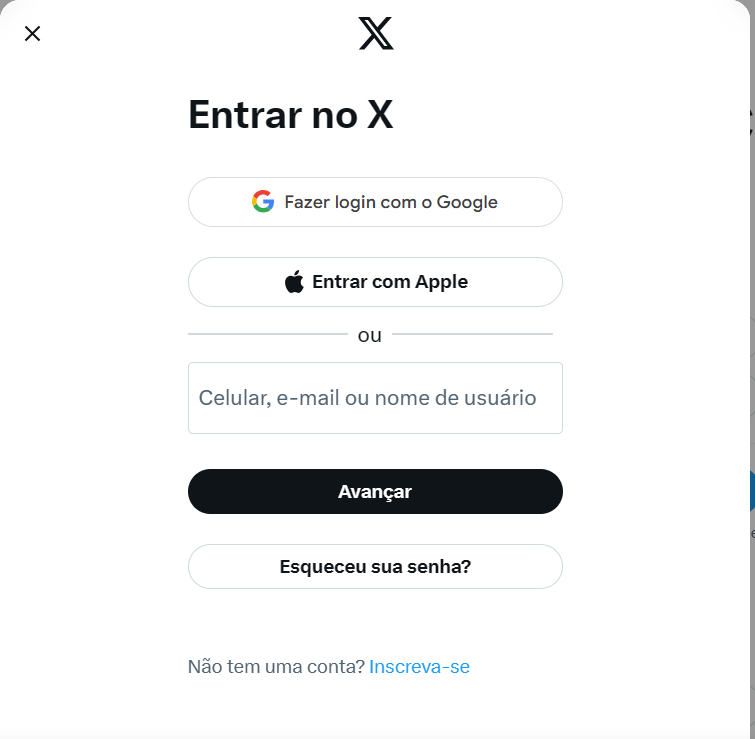 Entrar no X
Fazer login com o Google
Entrar com Apple
ou
Celular, e-mail ou nome de usuário
Avançar
Esqueceu sua senha?
Não tem uma conta? Inscreva-se